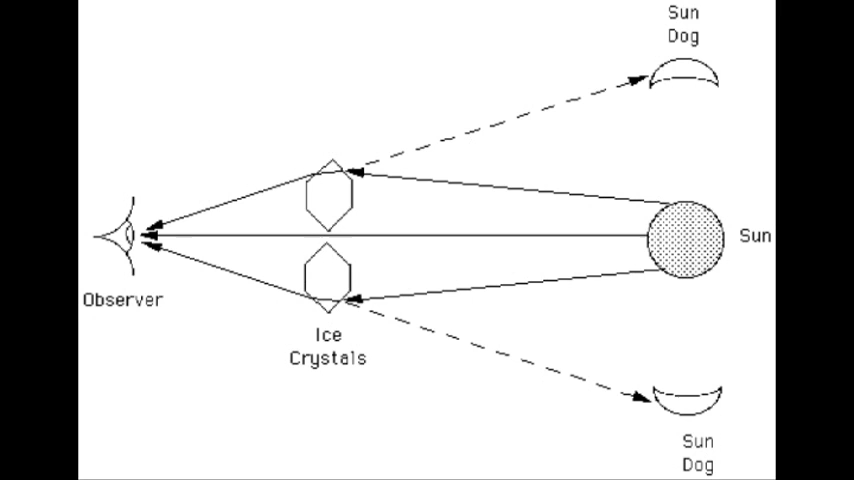 Sun
Dog
Sun
Observer
Ice
Crystals
Sun
Dog